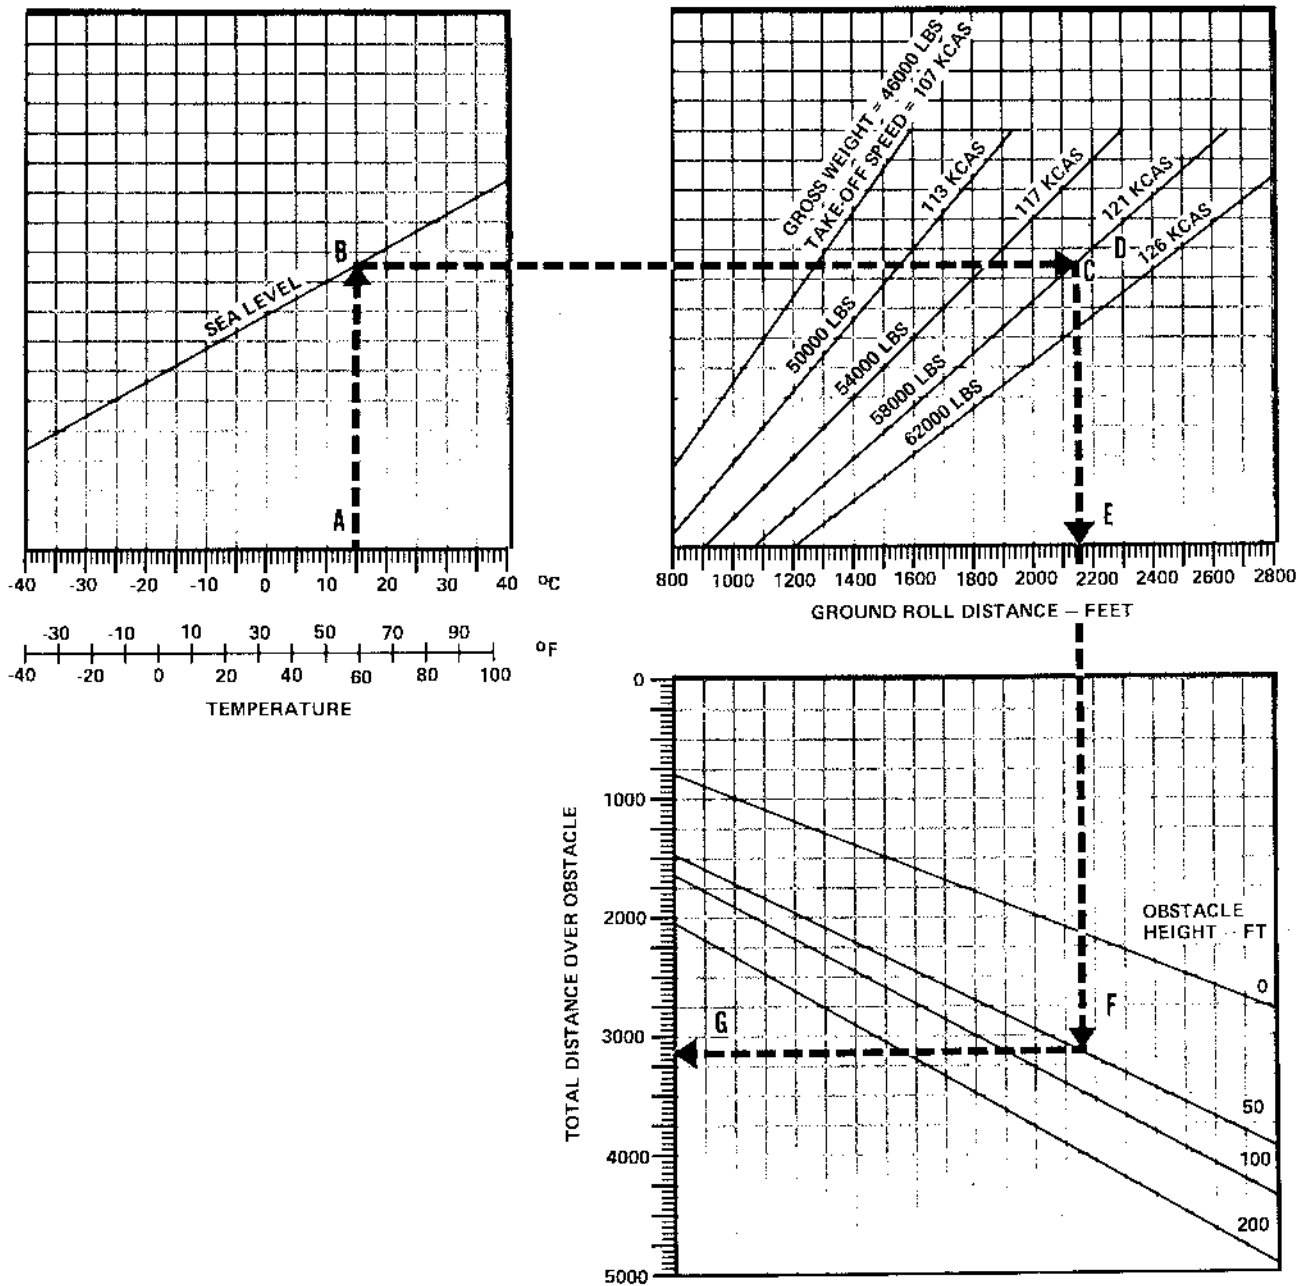 GROSS WEIGHT = 46000 LBS
TAKE-OFF SPEED = 107 KCAS
113 KCAS
117 KCAS
121 KCAS
126 KCAS
B
D
C
SEA LEVEL
50000 LBS
54000 LBS
58000 LBS
62000 LBS
A
E
-40 -30 -20 -10 0 10 20 30 40 °C
800 1000 1200 1400 1600 1800 2000 2200 2400 2600 2800
GROUND ROLL DISTANCE – FEET
-30 -10 10 30 50 70 90
°F
-40 -20 0 20 40 60 80 100
TEMPERATURE
0
1000
2000
3000
4000
5000
TOTAL DISTANCE OVER OBSTACLE
OBSTACLE
HEIGHT - FT
0
G
F
50
100
200